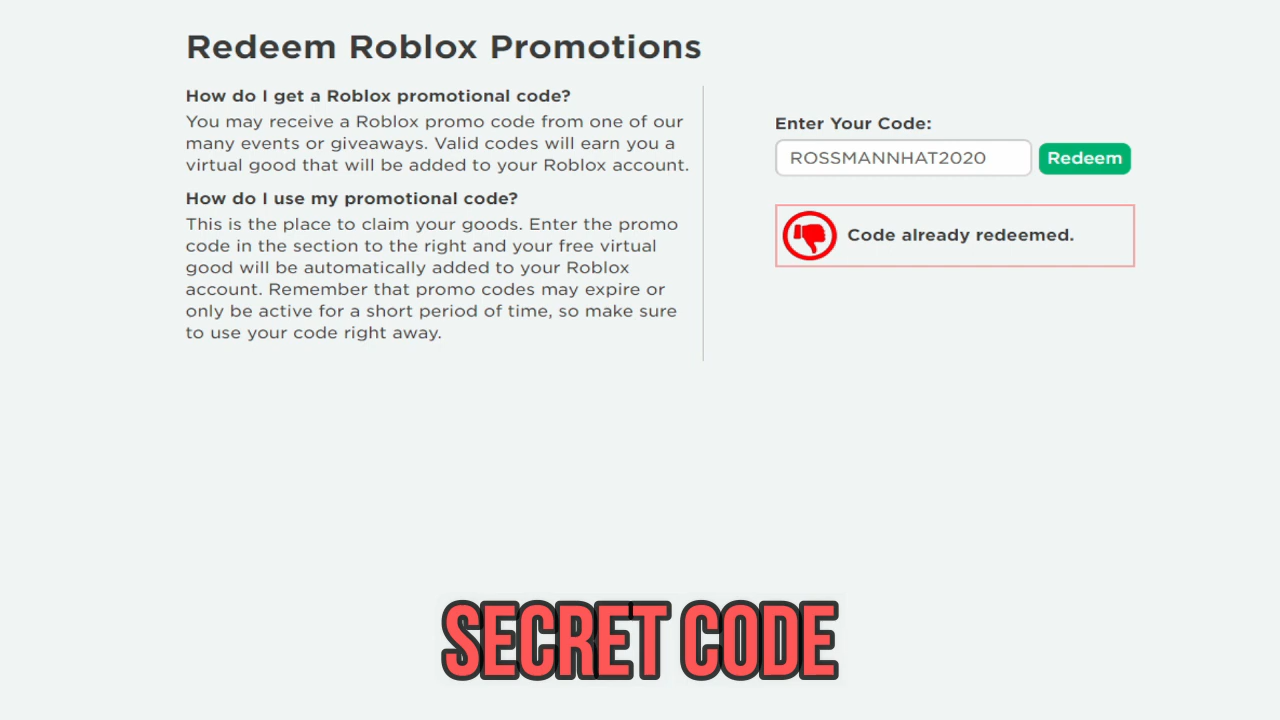 Redeem Roblox Promotions
How do I get a Roblox promotional code?
You may receive a Roblox promo code from one of our
many events or giveaways. Valid codes will earn you a
virtual good that will be added to your Roblox account.
How do I use my promotional code?
This is the place to claim your goods. Enter the promo
code in the section to the right and your free virtual
good will be automatically added to your Roblox
account. Remember that promo codes may expire or
only be active for a short period of time, so make sure
to use your code right away.
Enter Your Code:
ROSSMANNHAT2020 Redeem
Code already redeemed.
SECRET CODE